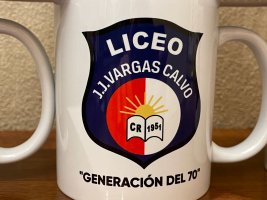 LICEO
J.J.VARGAS CALVO
CR 1951
"GENERACIÓN DEL 70"